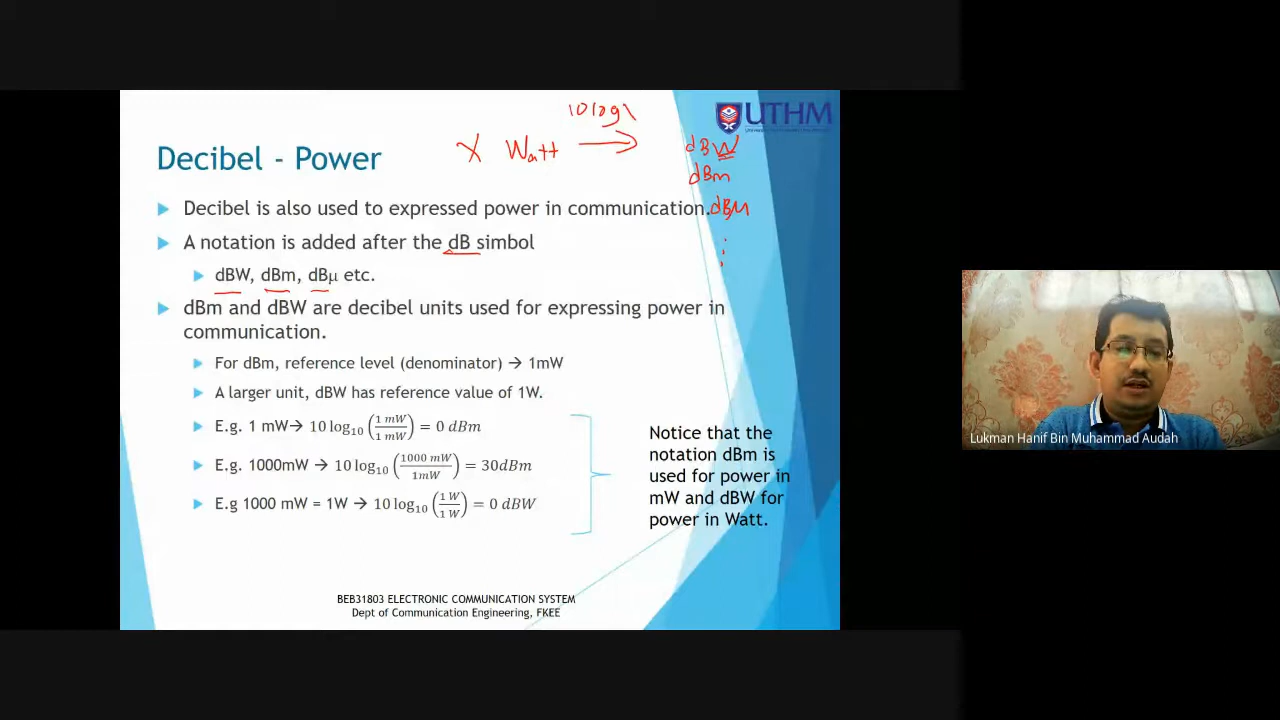 10log
UTHM
X Watt → dBW
Decibel - Power
dBm
Decibel is also used to expressed power in communication. dBμ
A notation is added after the dB simbol
dBW, dBm, dBμ etc.
dBm and dBW are decibel units used for expressing power in
communication.
For dBm, reference level (denominator) → 1mW
A larger unit, dBW has reference value of 1W.
E.g. 1 mW→ 10 log₁₀ (1 mW/1 mW) = 0 dBm
E.g. 1000mW → 10 log₁₀ (1000 mW/1mW) = 30dBm
E.g 1000 mW = 1W → 10 log₁₀ (1 W/1 W) = 0 dBW
Notice that the
notation dBm is
used for power in
mW and dBW for
power in Watt.
BEB31803 ELECTRONIC COMMUNICATION SYSTEM
Dept of Communication Engineering, FKEE
Lukman Hanif Bin Muhammad Audah